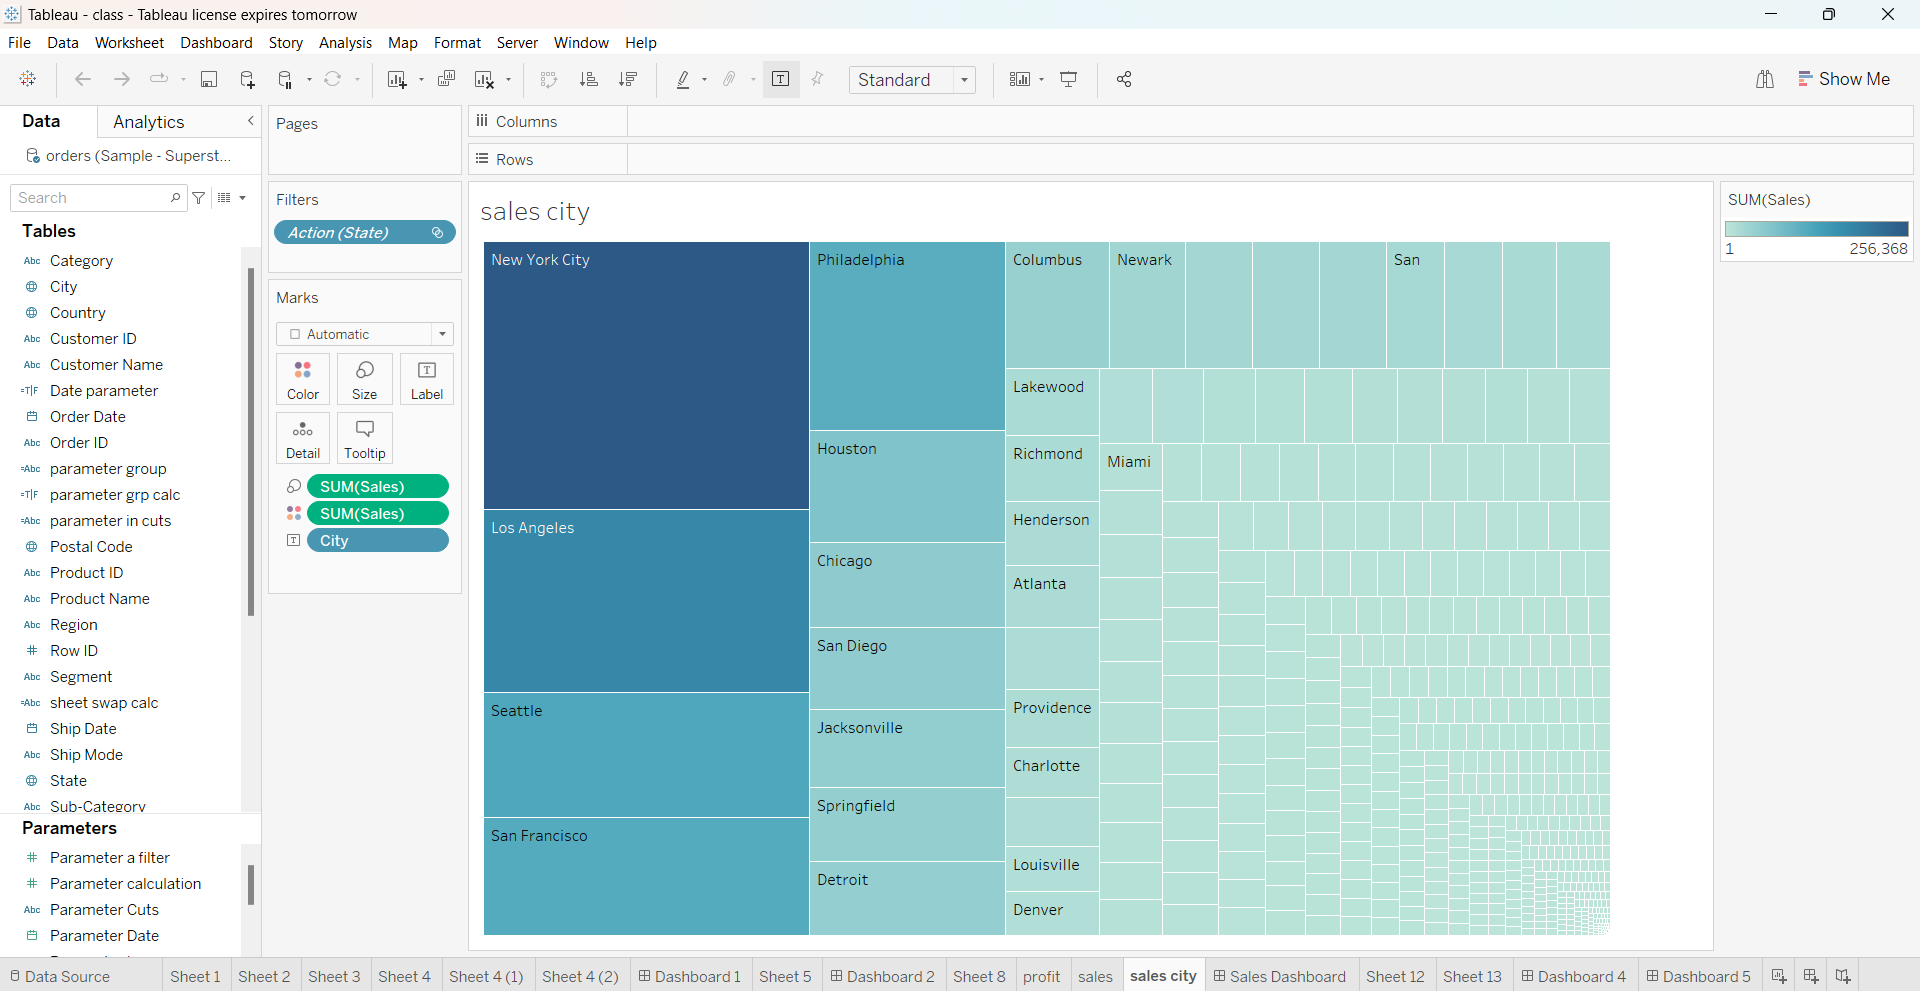 Tableau - class - Tableau license expires tomorrow
File Data Worksheet Dashboard Story Analysis Map Format Server Window Help
Standard
Show Me
Data Analytics
orders (Sample - Superst...
Search
Tables
Abc Category
City
Country
Abc Customer ID
Abc Customer Name
=T|F Date parameter
Order Date
Abc Order ID
=Abc parameter group
=T|F parameter grp calc
=Abc parameter in cuts
Postal Code
Abc Product ID
Abc Product Name
Abc Region
# Row ID
Abc Segment
=Abc sheet swap calc
Ship Date
Abc Ship Mode
State
Abc Sub-Category
Parameters
# Parameter a filter
# Parameter calculation
Abc Parameter Cuts
Parameter Date
Pages
Filters
Action (State)
Marks
Automatic
Color Size Label
Detail Tooltip
SUM(Sales)
SUM(Sales)
City
Columns
Rows
sales city
New York City
Los Angeles
Seattle
San Francisco
Philadelphia
Houston
Chicago
San Diego
Jacksonville
Springfield
Detroit
Columbus
Newark
San
Lakewood
Richmond
Miami
Henderson
Atlanta
Providence
Charlotte
Louisville
Denver
SUM(Sales)
1 256,368
Data Source Sheet 1 Sheet 2 Sheet 3 Sheet 4 Sheet 4 (1) Sheet 4 (2) Dashboard 1 Sheet 5 Dashboard 2 Sheet 8 profit sales sales city Sales Dashboard Sheet 12 Sheet 13 Dashboard 4 Dashboard 5